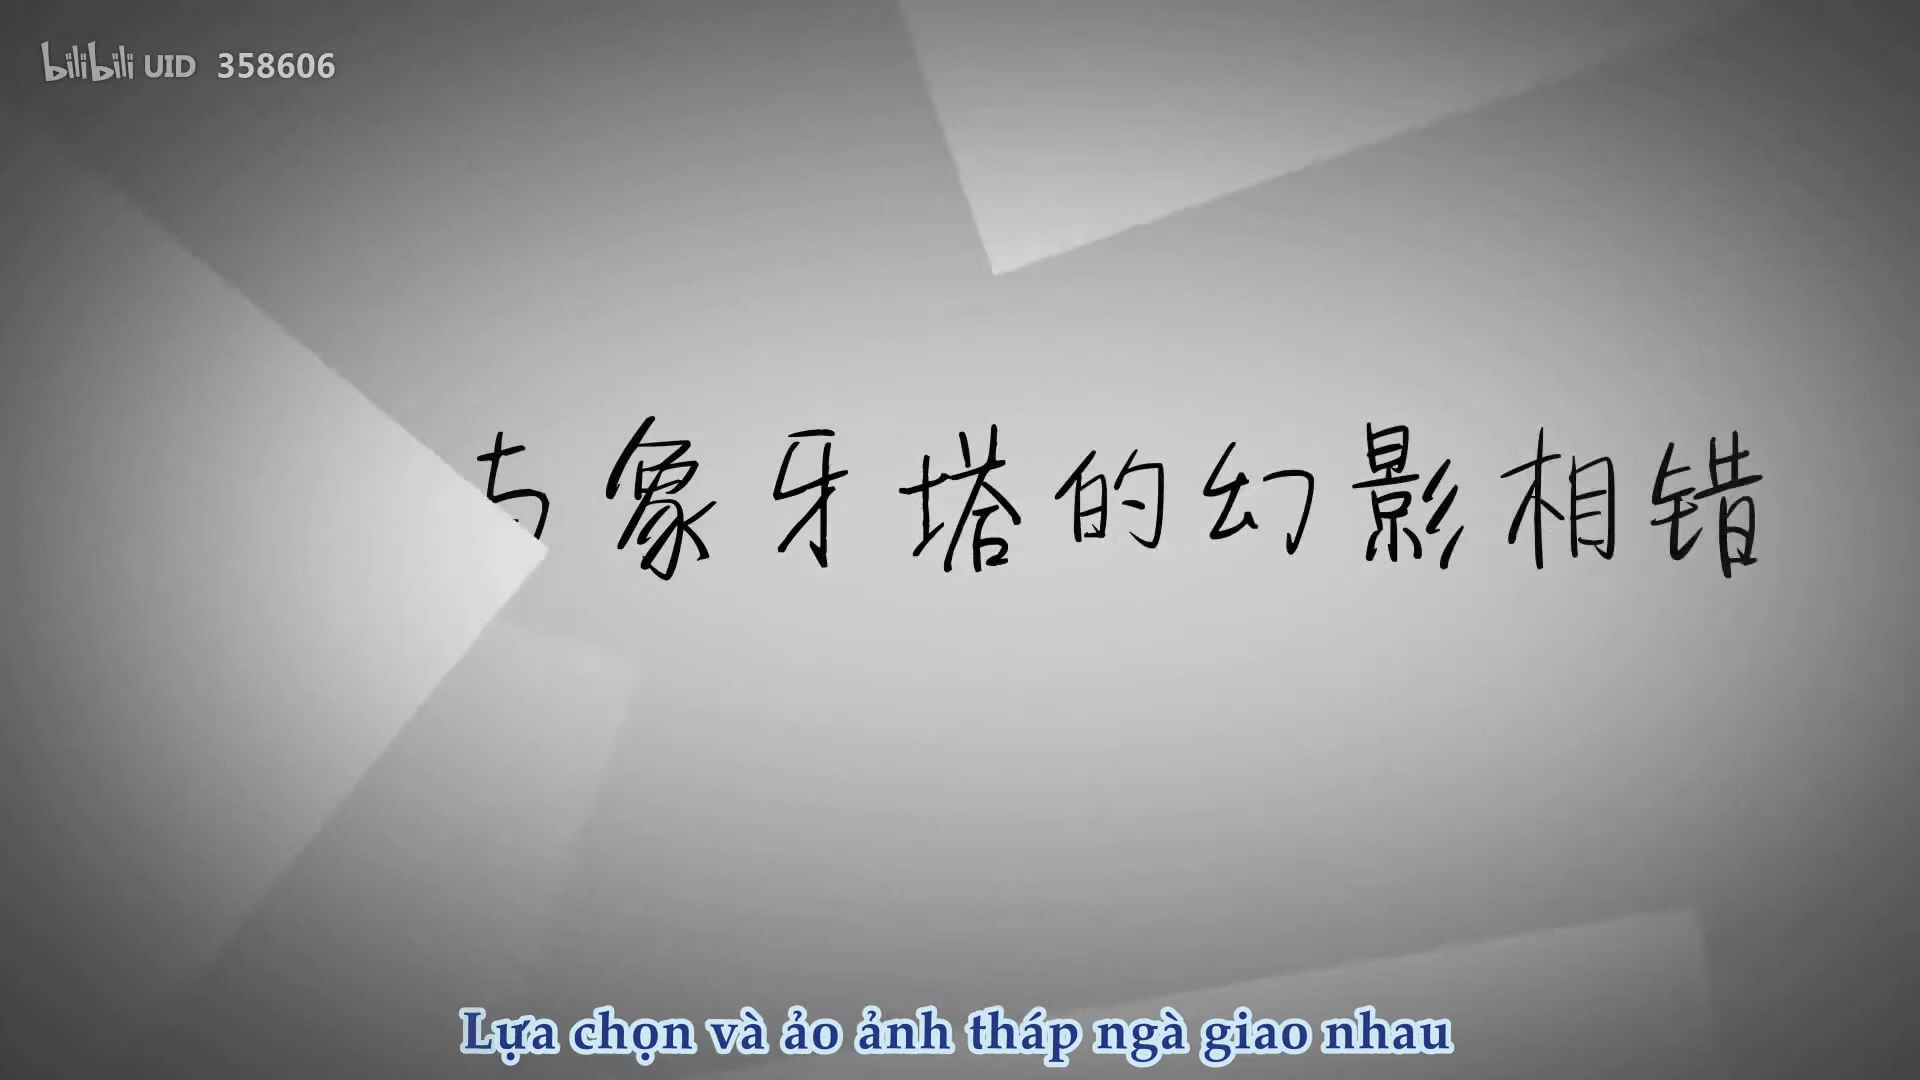 bilibili UID 358606
象牙塔的幻影相错
Lựa chọn và ảo ảnh tháp ngà giao nhau